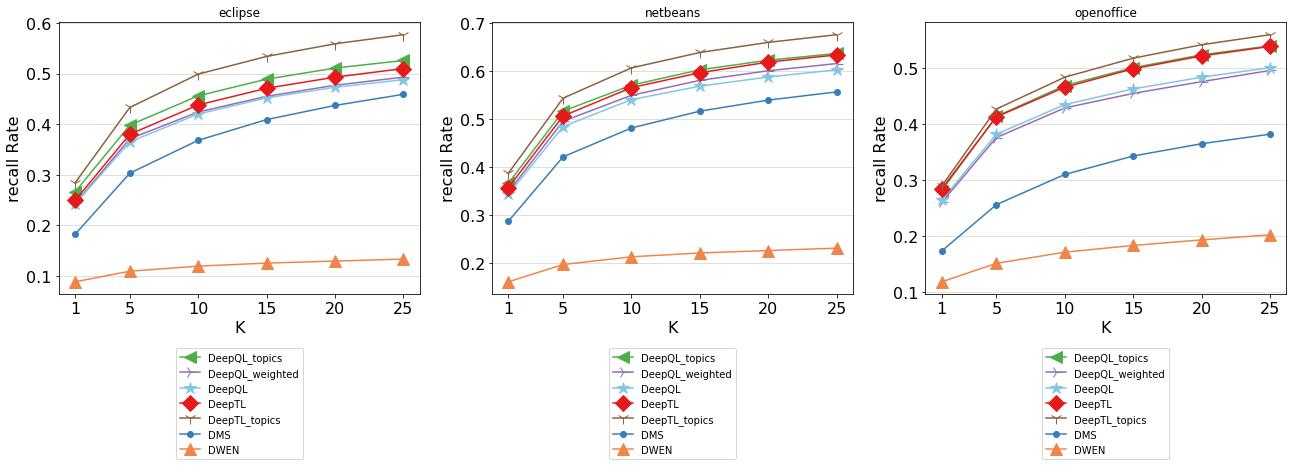 eclipse
recall Rate
0.6
0.5
0.4
0.3
0.2
0.1
1 5 10 15 20 25
K
DeepQL_topics
DeepQL_weighted
DeepQL
DeepTL
DeepTL_topics
DMS
DWEN
netbeans
recall Rate
0.7
0.6
0.5
0.4
0.3
0.2
1 5 10 15 20 25
K
DeepQL_topics
DeepQL_weighted
DeepQL
DeepTL
DeepTL_topics
DMS
DWEN
openoffice
recall Rate
0.5
0.4
0.3
0.2
0.1
1 5 10 15 20 25
K
DeepQL_topics
DeepQL_weighted
DeepQL
DeepTL
DeepTL_topics
DMS
DWEN